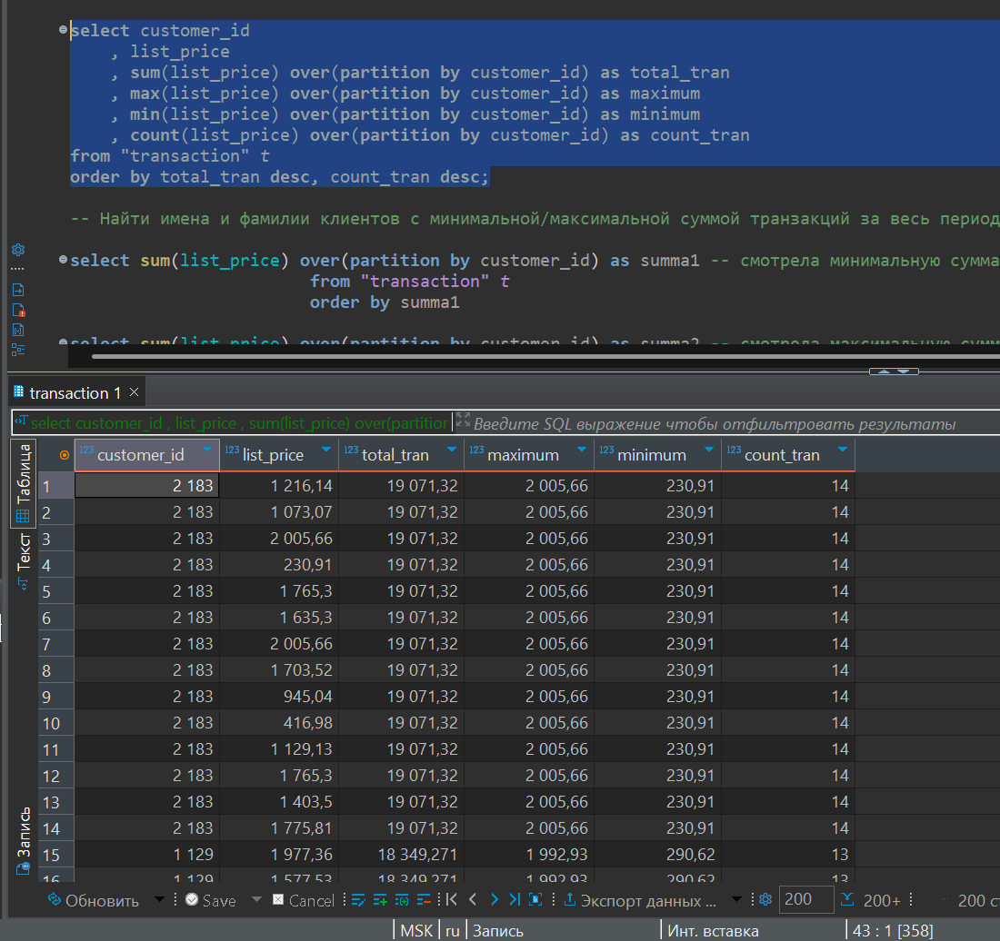 select customer_id
, list_price
, sum(list_price) over(partition by customer_id) as total_tran
, max(list_price) over(partition by customer_id) as maximum
, min(list_price) over(partition by customer_id) as minimum
, count(list_price) over(partition by customer_id) as count_tran
from "transaction" t
order by total_tran desc, count_tran desc;
-- Найти имена и фамилии клиентов с минимальной/максимальной суммой транзакций за весь период
select sum(list_price) over(partition by customer_id) as summa1 -- смотрела минимальную сумма
from "transaction" t
order by summa1
select sum(list_price) over(partition by customer_id) as summa2 -- смотрела максимальную сумм
transaction 1
select customer_id , list_price , sum(list_price) over(partition Введите SQL выражение чтобы отфильтровать результаты
Таблица
Текст
Запись
customer_id list_price total_tran maximum minimum count_tran
1 2 183 1 216,14 19 071,32 2 005,66 230,91 14
2 2 183 1 073,07 19 071,32 2 005,66 230,91 14
3 2 183 2 005,66 19 071,32 2 005,66 230,91 14
4 2 183 230,91 19 071,32 2 005,66 230,91 14
5 2 183 1 765,3 19 071,32 2 005,66 230,91 14
6 2 183 1 635,3 19 071,32 2 005,66 230,91 14
7 2 183 2 005,66 19 071,32 2 005,66 230,91 14
8 2 183 1 703,52 19 071,32 2 005,66 230,91 14
9 2 183 945,04 19 071,32 2 005,66 230,91 14
10 2 183 416,98 19 071,32 2 005,66 230,91 14
11 2 183 1 129,13 19 071,32 2 005,66 230,91 14
12 2 183 1 765,3 19 071,32 2 005,66 230,91 14
13 2 183 1 403,5 19 071,32 2 005,66 230,91 14
14 2 183 1 775,81 19 071,32 2 005,66 230,91 14
15 1 129 1 977,36 18 349,271 1 992,93 290,62 13
16 1 129 1 577,53 18 349,271 1 992,93 290,62 13
Обновить Save Cancel Экспорт данных ... 200 200+ 200 ст
MSK ru Запись Инт. вставка 43 : 1 [358]